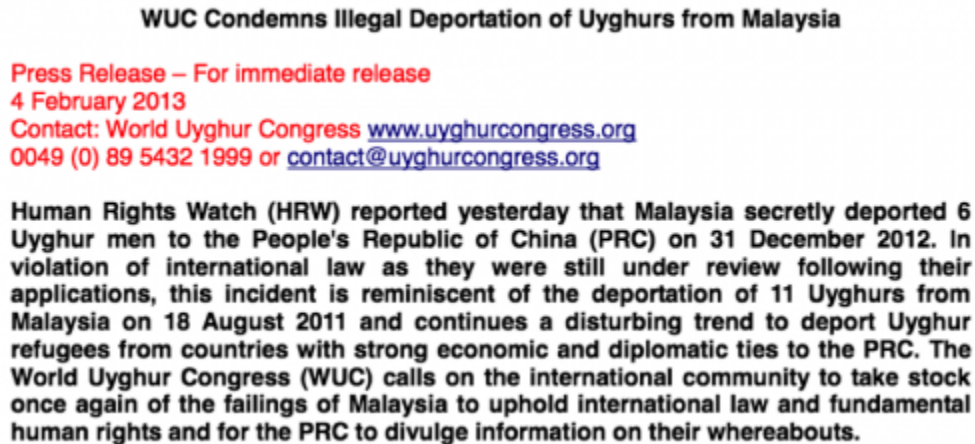 WUC Condemns Illegal Deportation of Uyghurs from Malaysia
Press Release – For immediate release
4 February 2013
Contact: World Uyghur Congress www.uyghurcongress.org
0049 (0) 89 5432 1999 or contact@uyghurcongress.org
Human Rights Watch (HRW) reported yesterday that Malaysia secretly deported 6
Uyghur men to the People's Republic of China (PRC) on 31 December 2012. In
violation of international law as they were still under review following their
applications, this incident is reminiscent of the deportation of 11 Uyghurs from
Malaysia on 18 August 2011 and continues a disturbing trend to deport Uyghur
refugees from countries with strong economic and diplomatic ties to the PRC. The
World Uyghur Congress (WUC) calls on the international community to take stock
once again of the failings of Malaysia to uphold international law and fundamental
human rights and for the PRC to divulge information on their whereabouts.